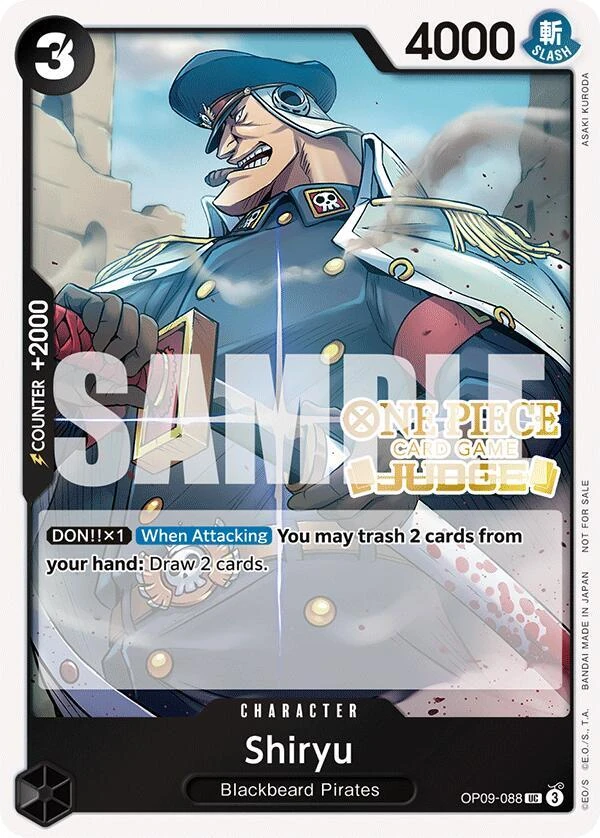 3
4000
斬
SLASH
ASAKI KURODA
COUNTER +2000
SAMPLE
ONE PIECE
CARD GAME
JUDGE
DON!!×1 When Attacking You may trash 2 cards from
your hand: Draw 2 cards.
CHARACTER
Shiryu
Blackbeard Pirates
OP09-088 UC 3
©E.O/S ©E.O./S., T.A. BANDAI MADE IN JAPAN NOT FOR SALE